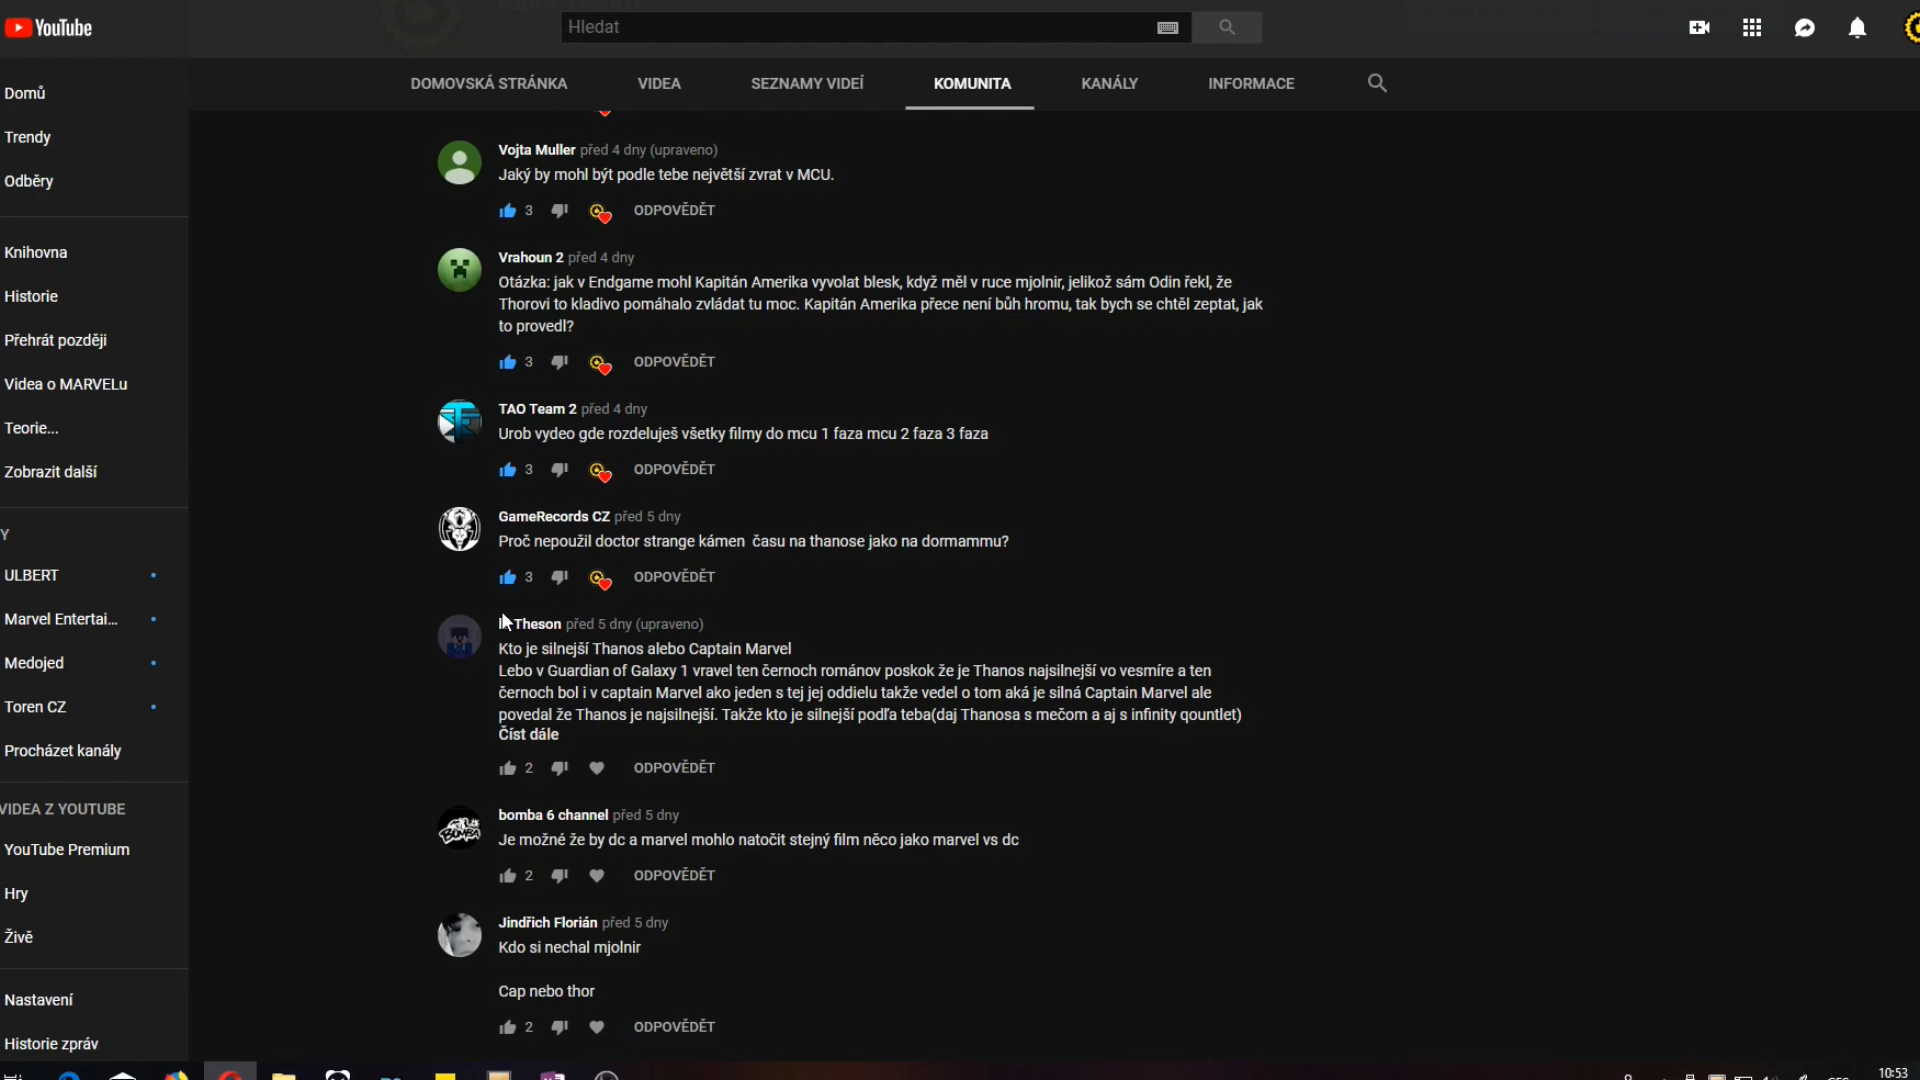 YouTube
Hledat
DOMOVSKÁ STRÁNKA
VIDEA
SEZNAMY VIDEÍ
KOMUNITA
KANÁLY
INFORMACE
Domů
Trendy
Odběry
Knihovna
Historie
Přehrát později
Videa o MARVELu
Teorie...
Zobrazit další
Y
ULBERT
Marvel Entertai...
Medojed
Toren CZ
Procházet kanály
VIDEA Z YOUTUBE
YouTube Premium
Hry
Živě
Nastavení
Historie zpráv
Vojta Muller před 4 dny (upraveno)
Jaký by mohl být podle tebe největší zvrat v MCU.
3 ODPOVĚDĚT
Vrahoun 2 před 4 dny
Otázka: jak v Endgame mohl Kapitán Amerika vyvolat blesk, když měl v ruce mjolnir, jelikož sám Odin řekl, že
Thorovi to kladivo pomáhalo zvládat tu moc. Kapitán Amerika přece není bůh hromu, tak bych se chtěl zeptat, jak
to provedl?
3 ODPOVĚDĚT
TAO Team 2 před 4 dny
Urob vydeo gde rozdeluješ všetky filmy do mcu 1 faza mcu 2 faza 3 faza
3 ODPOVĚDĚT
GameRecords CZ před 5 dny
Proč nepoužil doctor strange kámen času na thanose jako na dormammu?
3 ODPOVĚDĚT
Theson před 5 dny (upraveno)
Kto je silnejší Thanos alebo Captain Marvel
Lebo v Guardian of Galaxy 1 vravel ten černoch románov poskok že je Thanos najsilnejší vo vesmíre a ten
černoch bol i v captain Marvel ako jeden s tej jej oddielu takže vedel o tom aká je silná Captain Marvel ale
povedal že Thanos je najsilnejší. Takže kto je silnejší podľa teba(daj Thanosa s mečom a aj s infinity qountlet)
Číst dále
2 ODPOVĚDĚT
bomba 6 channel před 5 dny
Je možné že by dc a marvel mohlo natočit stejný film něco jako marvel vs dc
2 ODPOVĚDĚT
Jindřich Florián před 5 dny
Kdo si nechal mjolnir
Cap nebo thor
2 ODPOVĚDĚT
10:53